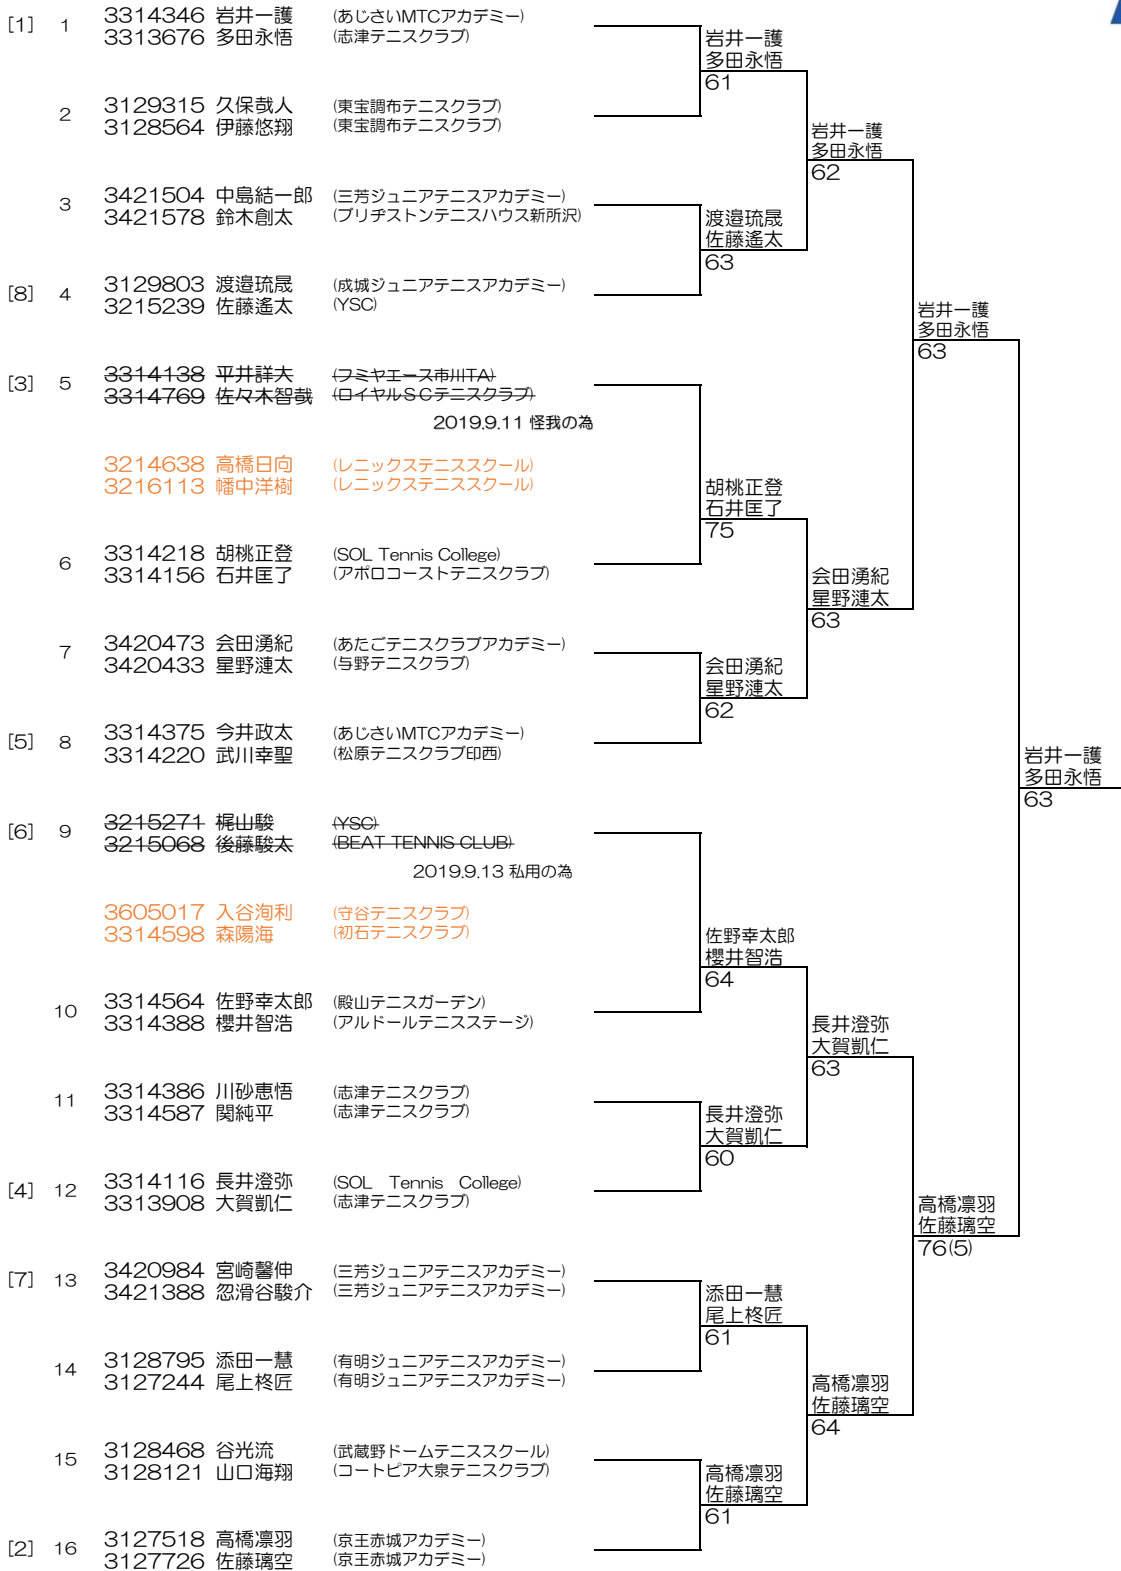 [1] 1 3314346 岩井一護 (あじさいMTCアカデミー)
3313676 多田永悟 (志津テニスクラブ)
岩井一護
多田永悟
61
2 3129315 久保哉人 (東宝調布テニスクラブ)
3128564 伊藤悠翔 (東宝調布テニスクラブ)
岩井一護
多田永悟
62
3 3421504 中島結一郎 (三芳ジュニアテニスアカデミー)
3421578 鈴木創太 (ブリヂストンテニスハウス新所沢)
渡邉琉晟
佐藤遙太
63
[8] 4 3129803 渡邉琉晟 (成城ジュニアテニスアカデミー)
3215239 佐藤遙太 (YSC)
岩井一護
多田永悟
63
[3] 5 3314138 平井詳大 (フミヤエース市川TA)
3314769 佐々木智哉 (ロイヤルSCテニスクラブ)
2019.9.11 怪我の為
3214638 高橋日向 (レニックステニススクール)
3216113 幡中洋樹 (レニックステニススクール)
胡桃正登
石井匡了
75
6 3314218 胡桃正登 (SOL Tennis College)
3314156 石井匡了 (アポロコーストテニスクラブ)
会田湧紀
星野漣太
63
7 3420473 会田湧紀 (あたごテニスクラブアカデミー)
3420433 星野漣太 (与野テニスクラブ)
会田湧紀
星野漣太
62
[5] 8 3314375 今井政太 (あじさいMTCアカデミー)
3314220 武川幸聖 (松原テニスクラブ印西)
岩井一護
多田永悟
63
[6] 9 3215271 梶山駿 (YSC)
3215068 後藤駿太 (BEAT TENNIS CLUB)
2019.9.13 私用の為
3605017 入谷洵利 (守谷テニスクラブ)
3314598 森陽海 (初石テニスクラブ)
佐野幸太郎
櫻井智浩
64
10 3314564 佐野幸太郎 (殿山テニスガーデン)
3314388 櫻井智浩 (アルドールテニスステージ)
長井澄弥
大賀凱仁
63
11 3314386 川砂恵悟 (志津テニスクラブ)
3314587 関純平 (志津テニスクラブ)
長井澄弥
大賀凱仁
60
[4] 12 3314116 長井澄弥 (SOL Tennis College)
3313908 大賀凱仁 (志津テニスクラブ)
高橋凛羽
佐藤璃空
76(5)
[7] 13 3420984 宮崎馨伸 (三芳ジュニアテニスアカデミー)
3421388 忽滑谷駿介 (三芳ジュニアテニスアカデミー)
添田一慧
尾上柊匠
61
14 3128795 添田一慧 (有明ジュニアテニスアカデミー)
3127244 尾上柊匠 (有明ジュニアテニスアカデミー)
高橋凛羽
佐藤璃空
64
15 3128468 谷光流 (武蔵野ドームテニススクール)
3128121 山口海翔 (コートピア大泉テニスクラブ)
高橋凛羽
佐藤璃空
61
[2] 16 3127518 高橋凛羽 (京王赤城アカデミー)
3127726 佐藤璃空 (京王赤城アカデミー)